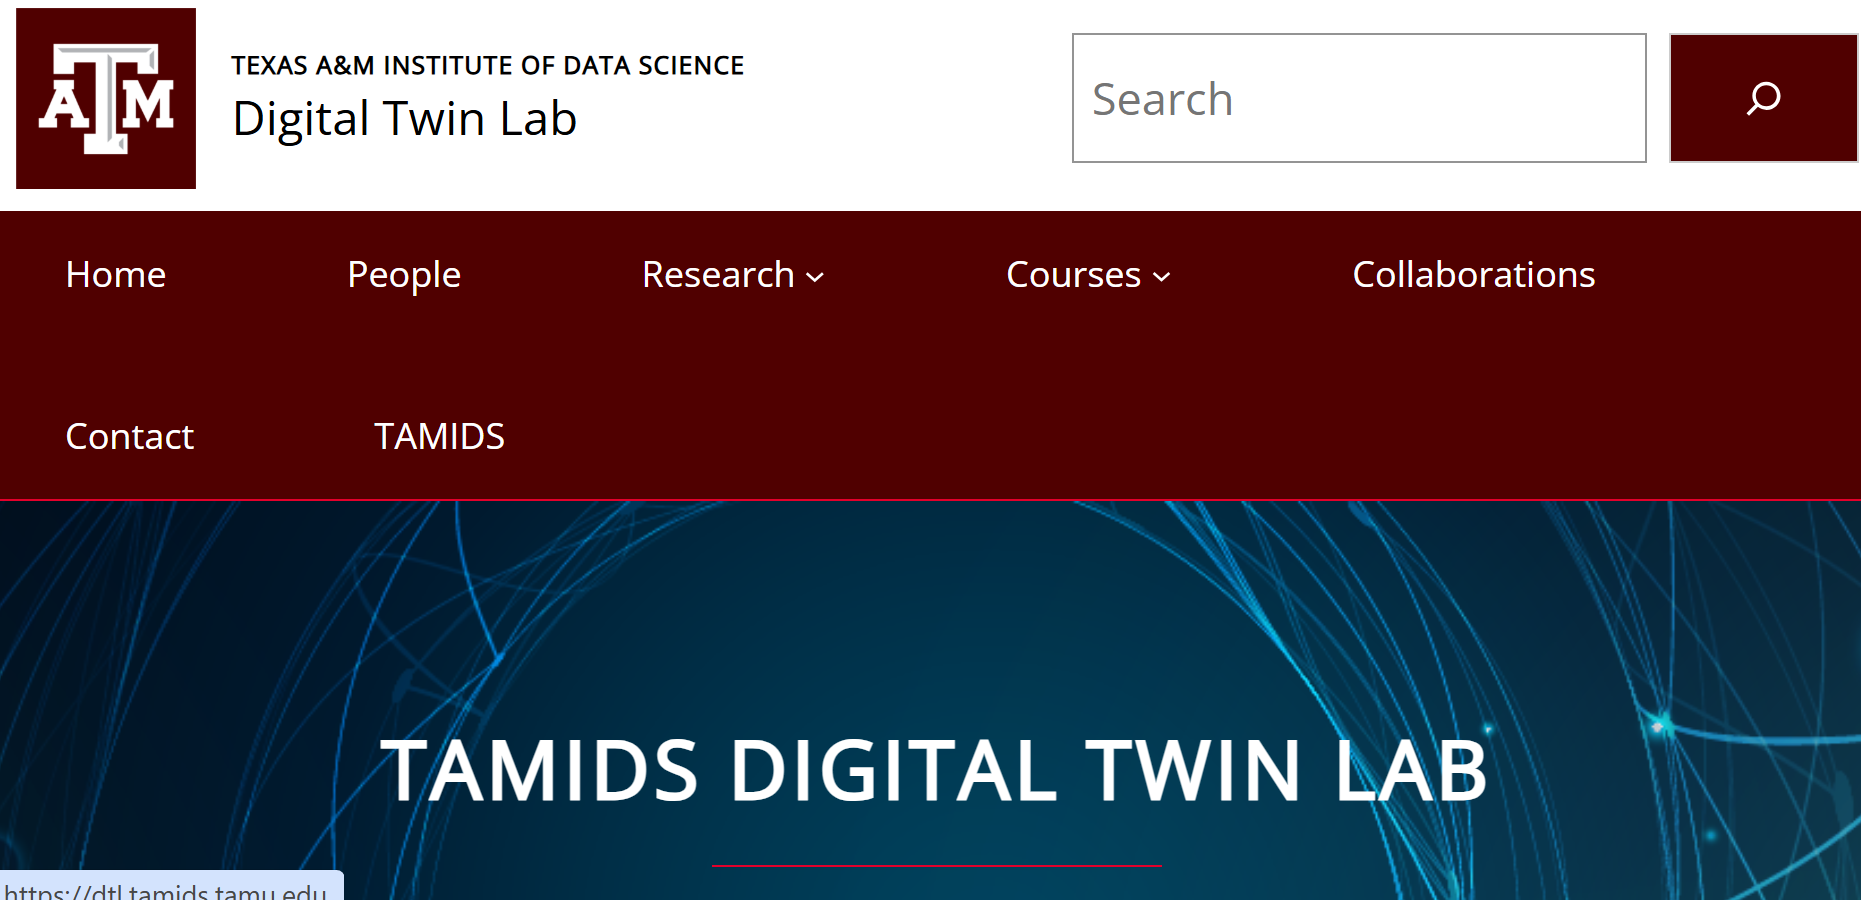 ATM
TEXAS A&M INSTITUTE OF DATA SCIENCE
Digital Twin Lab
Search
Home People Research Courses Collaborations
Contact TAMIDS
TAMIDS DIGITAL TWIN LAB
https://dtl.tamids.tamu.edu